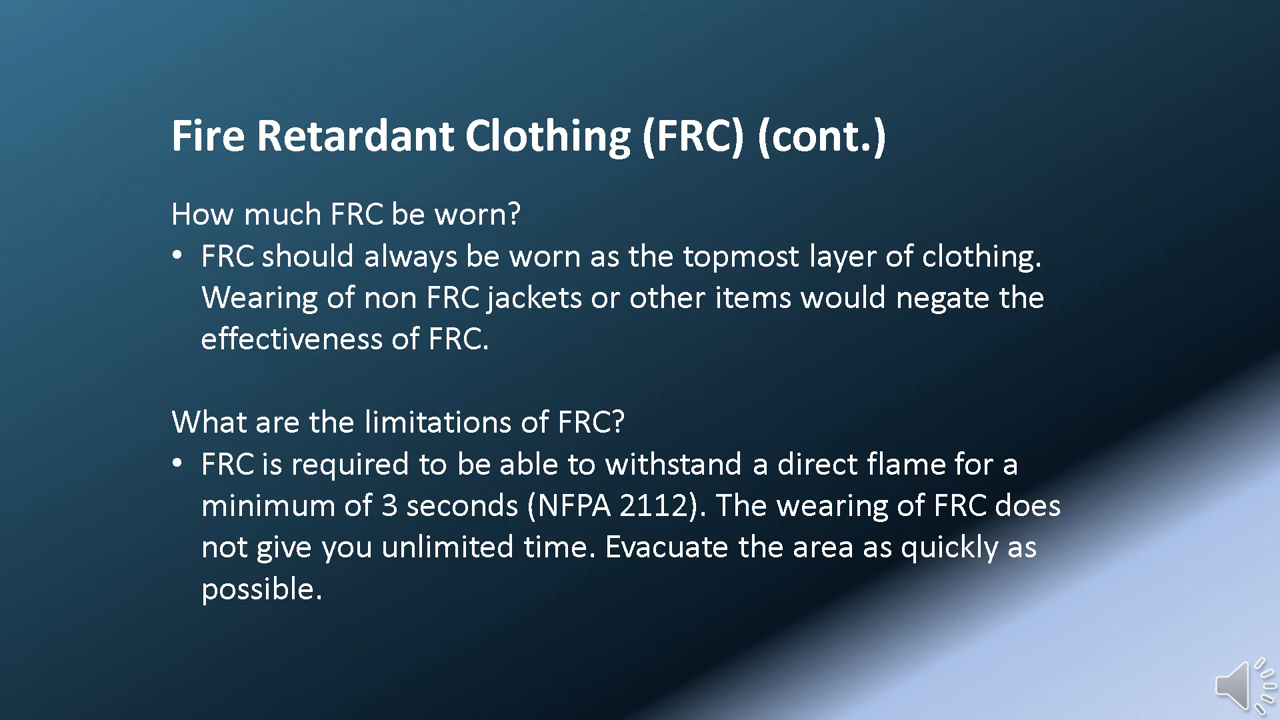 Fire Retardant Clothing (FRC) (cont.)
How much FRC be worn?
• FRC should always be worn as the topmost layer of clothing.
Wearing of non FRC jackets or other items would negate the
effectiveness of FRC.
What are the limitations of FRC?
• FRC is required to be able to withstand a direct flame for a
minimum of 3 seconds (NFPA 2112). The wearing of FRC does
not give you unlimited time. Evacuate the area as quickly as
possible.